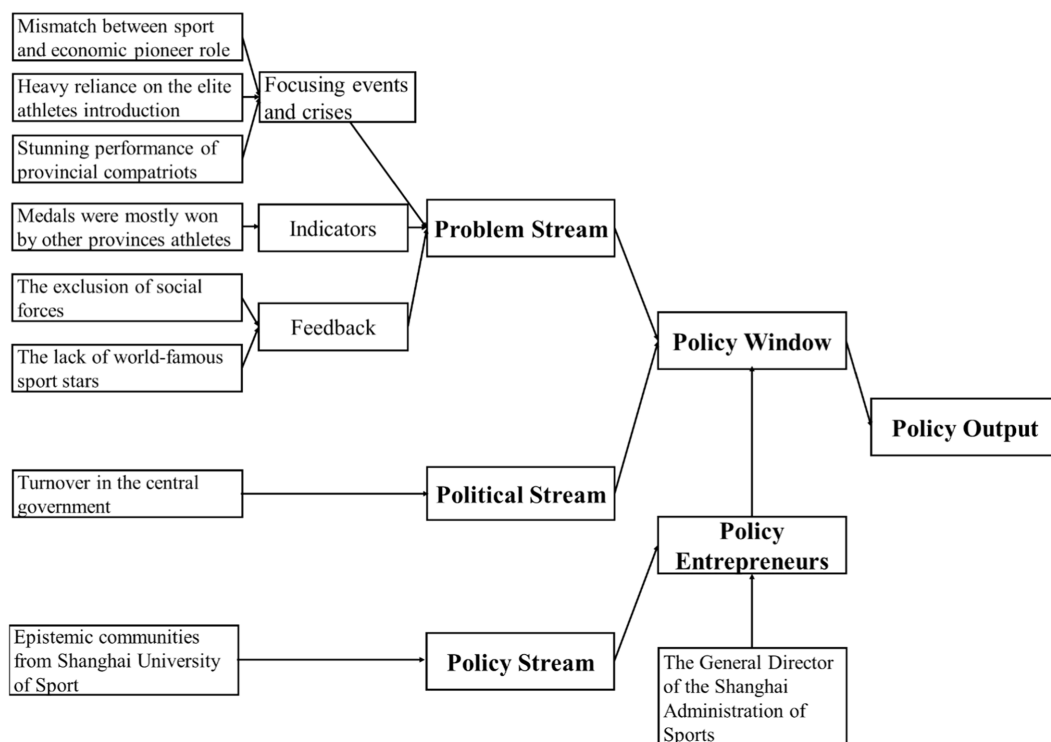 Mismatch between sport
and economic pioneer role
Heavy reliance on the elite
athletes introduction
Stunning performance of
provincial compatriots
Focusing events
and crises
Medals were mostly won
by other provinces athletes
Indicators
Problem Stream
The exclusion of social
forces
The lack of world-famous
sport stars
Feedback
Policy Window
Policy Output
Turnover in the central
government
Political Stream
Policy
Entrepreneurs
Epistemic communities
from Shanghai University
of Sport
Policy Stream
The General Director
of the Shanghai
Administration of
Sports